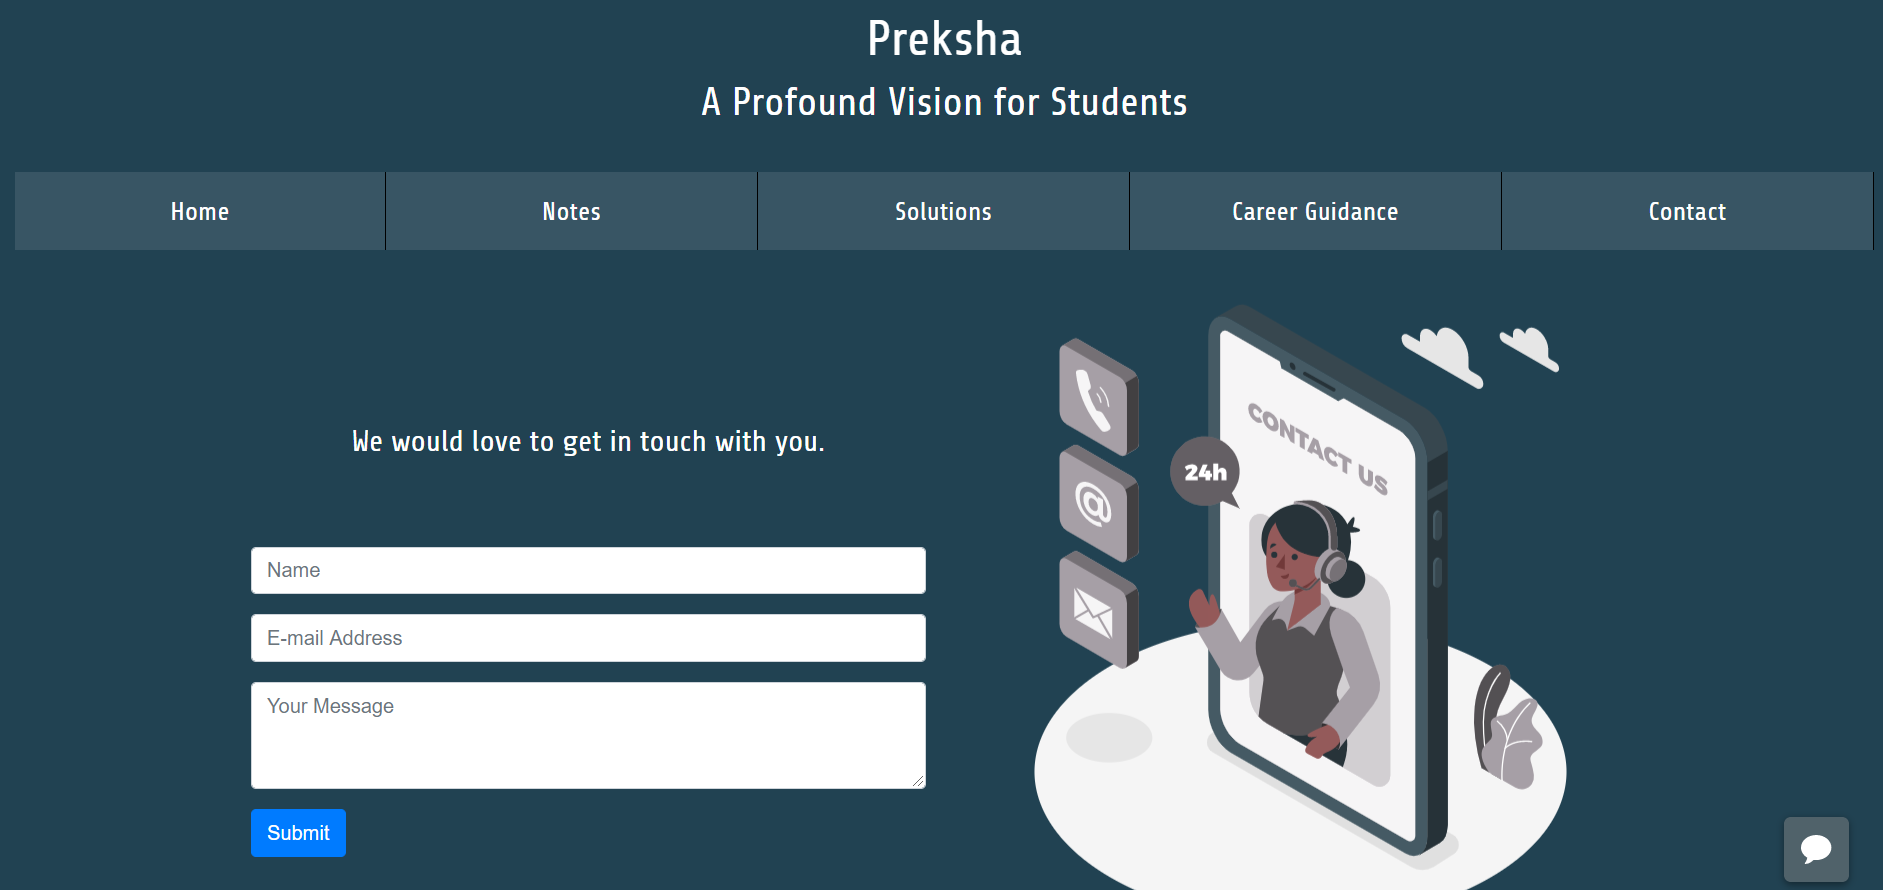 Preksha
A Profound Vision for Students
Home
Notes
Solutions
Career Guidance
Contact
We would love to get in touch with you.
Name
E-mail Address
Your Message
Submit
CONTACT US
24h
@